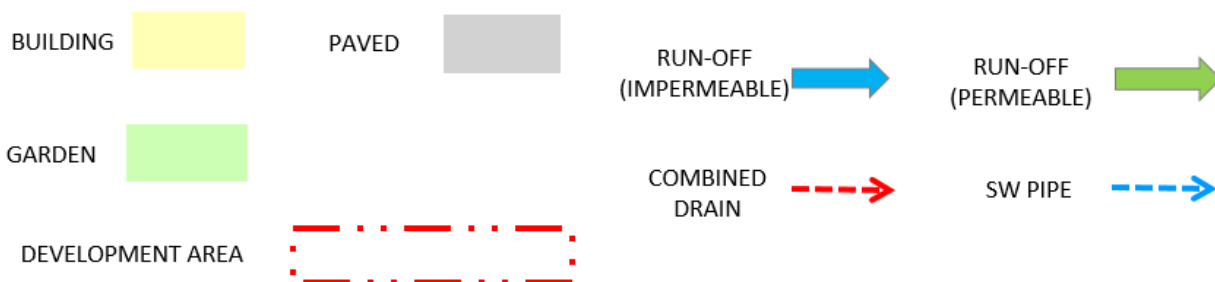 BUILDING
PAVED
RUN-OFF
(IMPERMEABLE)
RUN-OFF
(PERMEABLE)
GARDEN
COMBINED
DRAIN
SW PIPE
DEVELOPMENT AREA